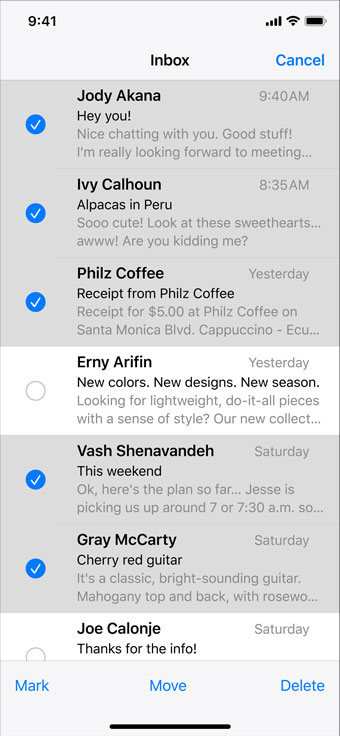 9:41
Inbox Cancel
Jody Akana 9:40 AM
Hey you!
Nice chatting with you. Good stuff!
I'm really looking forward to meeting...
Ivy Calhoun 8:35 AM
Alpacas in Peru
Sooo cute! Look at these sweethearts...
awww! Are you kidding me?
Philz Coffee Yesterday
Receipt from Philz Coffee
Receipt for $5.00 at Philz Coffee on
Santa Monica Blvd. Cappuccino - Ecu...
Erny Arifin Yesterday
New colors. New designs. New season.
Looking for lightweight, do-it-all pieces
with a sense of style? Our new collect...
Vash Shenavandeh Saturday
This weekend
Ok, here's the plan so far... Jesse is
picking us up around 7 or 7:30 a.m. so...
Gray McCarty Saturday
Cherry red guitar
It's a classic, bright-sounding guitar.
Mahogany top and back, with rosewo...
Joe Calonje Saturday
Thanks for the info!
Mark Move Delete